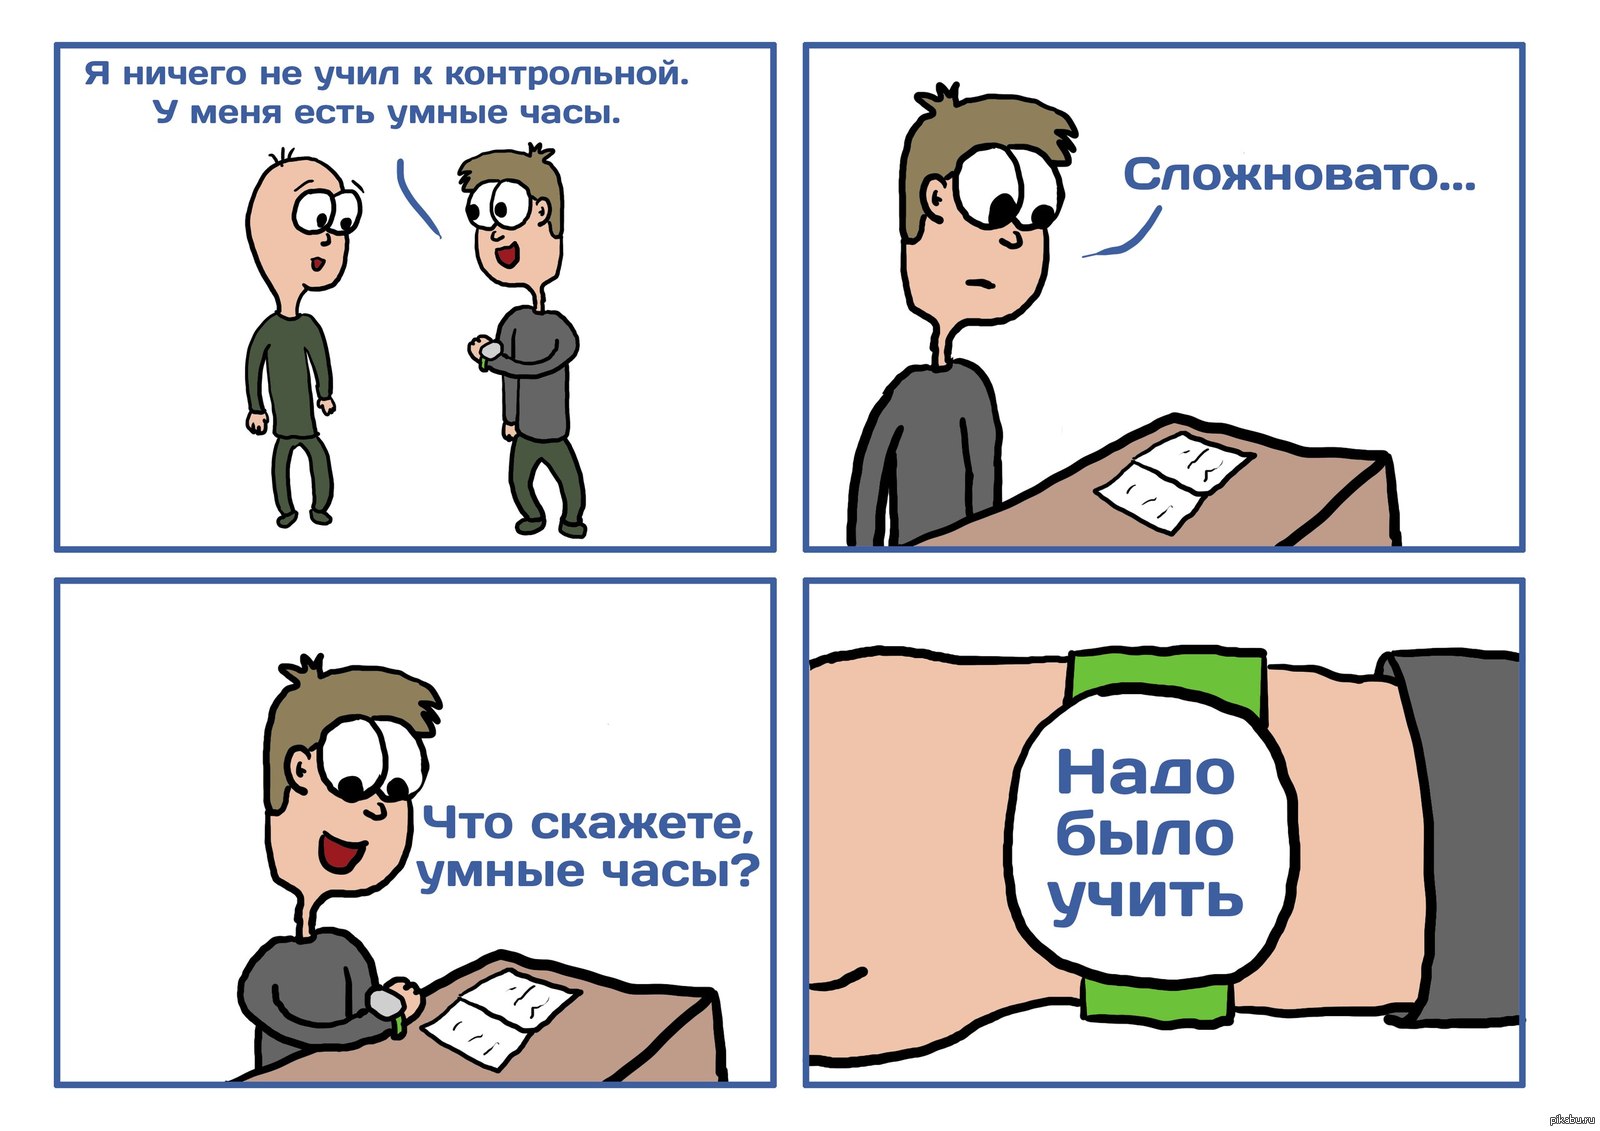 Я ничего не учил к контрольной.
У меня есть умные часы.
Сложновато...
Что скажете,
умные часы?
Надо
было
учить
pikabu.ru